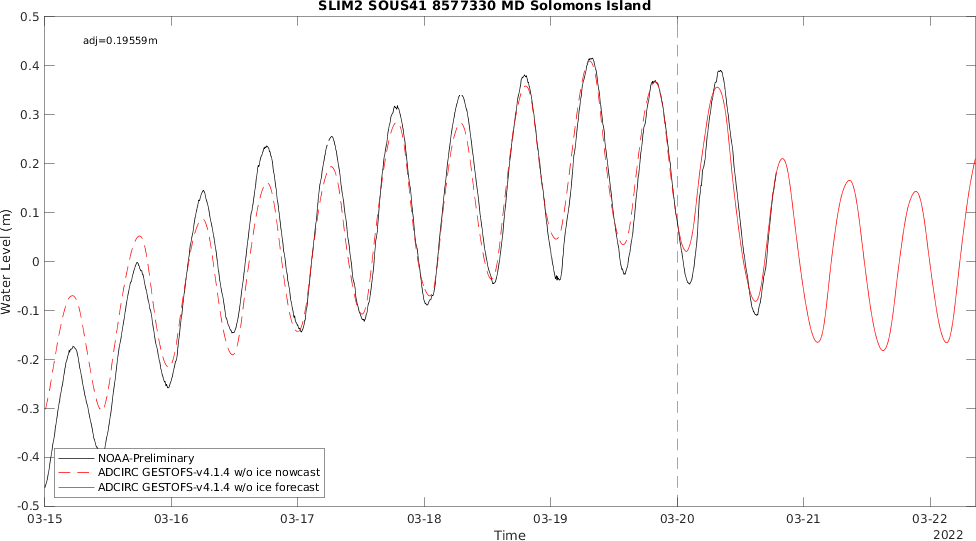 SLIM2 SOUS41 8577330 MD Solomons Island
0.5
adj=0.19559m
0.4
0.3
0.2
0.1
0
-0.1
-0.2
-0.3
-0.4
-0.5
Water Level (m)
NOAA-Preliminary
ADCIRC GESTOFS-v4.1.4 w/o ice nowcast
ADCIRC GESTOFS-v4.1.4 w/o ice forecast
03-15 03-16 03-17 03-18 03-19 03-20 03-21 03-22
Time
2022